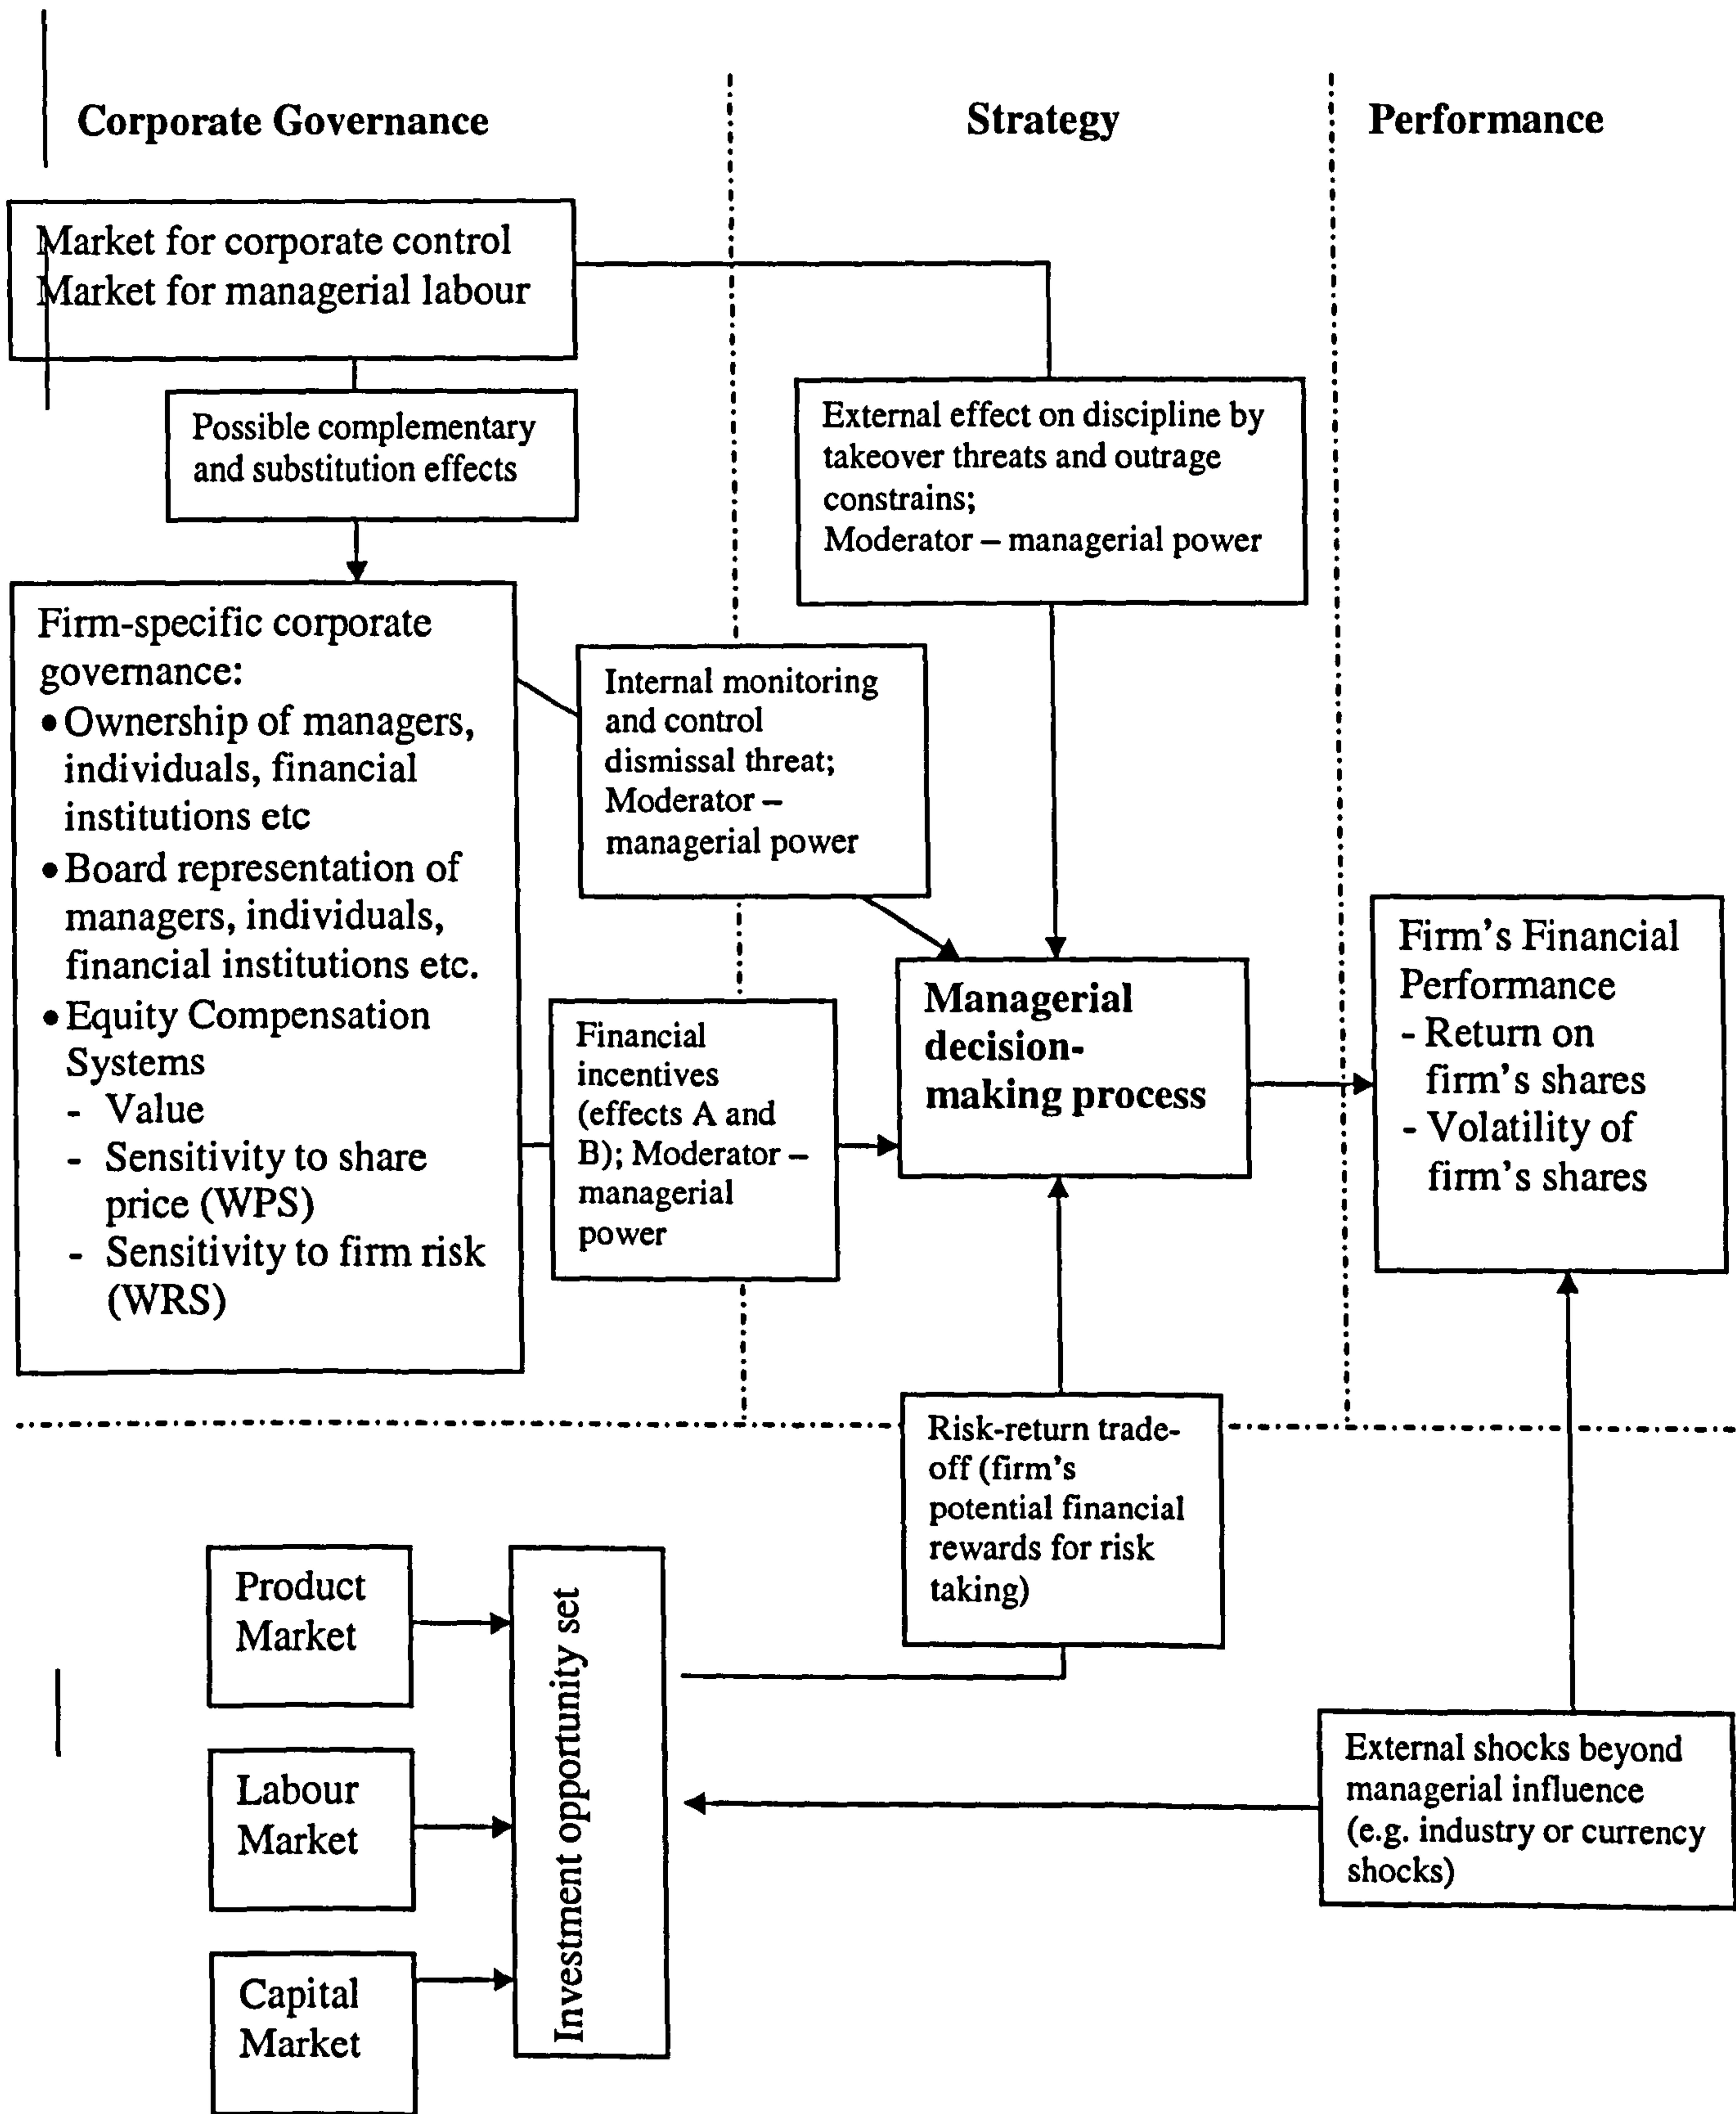 Corporate Governance
Strategy
Performance
Market for corporate control
Market for managerial labour
Possible complementary
and substitution effects
External effect on discipline by
takeover threats and outrage
constrains;
Moderator – managerial power
Firm-specific corporate
governance:
• Ownership of managers,
individuals, financial
institutions etc
• Board representation of
managers, individuals,
financial institutions etc.
• Equity Compensation
Systems
- Value
- Sensitivity to share
price (WPS)
- Sensitivity to firm risk
(WRS)
Internal monitoring
and control
dismissal threat;
Moderator –
managerial power
Financial
incentives
(effects A and
B); Moderator –
managerial
power
Managerial
decision-
making process
Firm's Financial
Performance
- Return on
firm's shares
- Volatility of
firm's shares
Risk-return trade-
off (firm's
potential financial
rewards for risk
taking)
Product
Market
Labour
Market
Capital
Market
Investment opportunity set
External shocks beyond
managerial influence
(e.g. industry or currency
shocks)